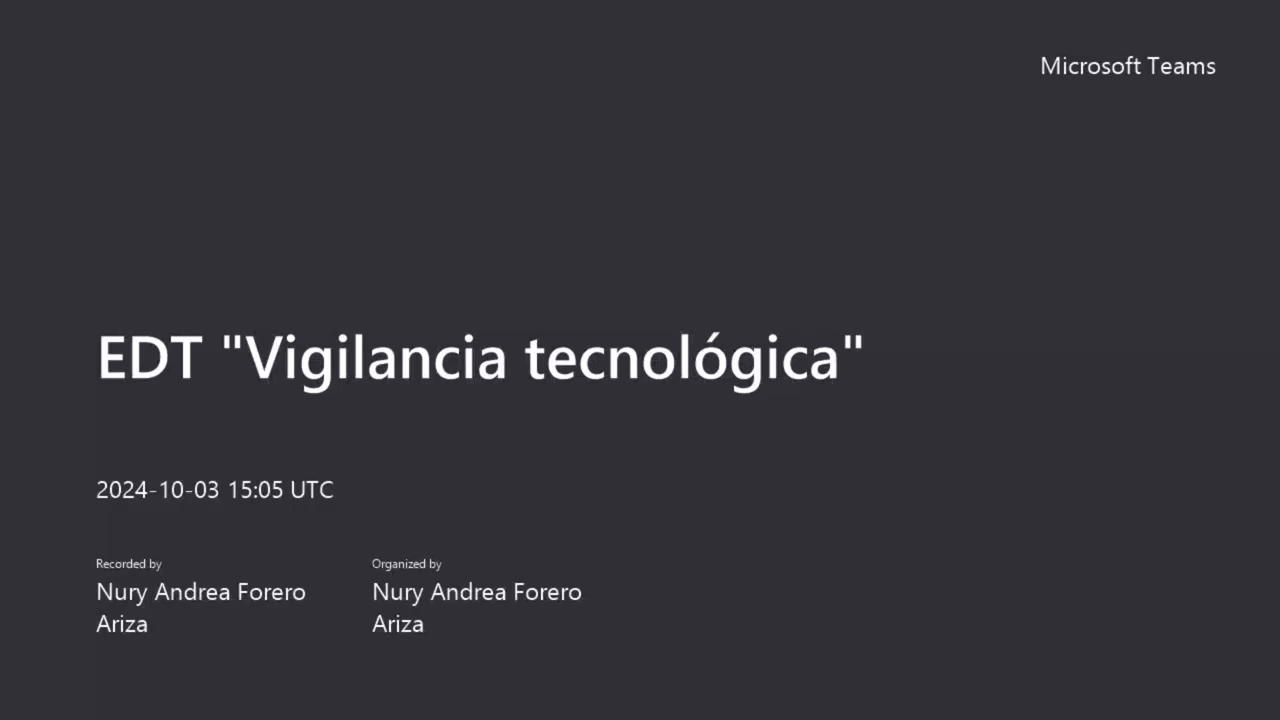 Microsoft Teams
EDT "Vigilancia tecnológica"
2024-10-03 15:05 UTC
Recorded by
Nury Andrea Forero
Ariza
Organized by
Nury Andrea Forero
Ariza